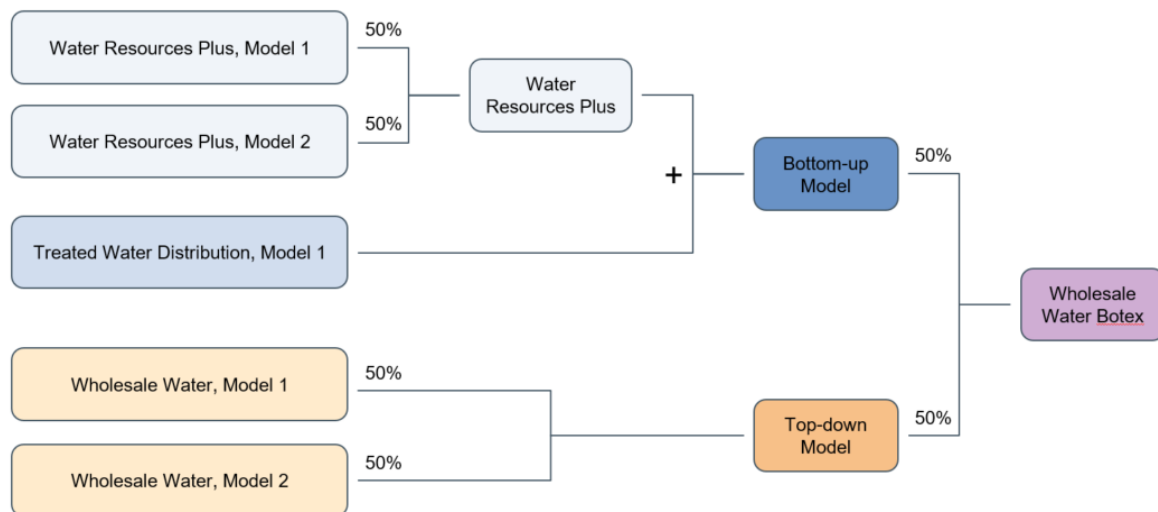 Water Resources Plus, Model 1
50%
Water
Resources Plus
50%
Water Resources Plus, Model 2
+
Bottom-up
Model
50%
Treated Water Distribution, Model 1
Wholesale
Water Botex
Wholesale Water, Model 1
50%
Top-down
Model
50%
Wholesale Water, Model 2
50%